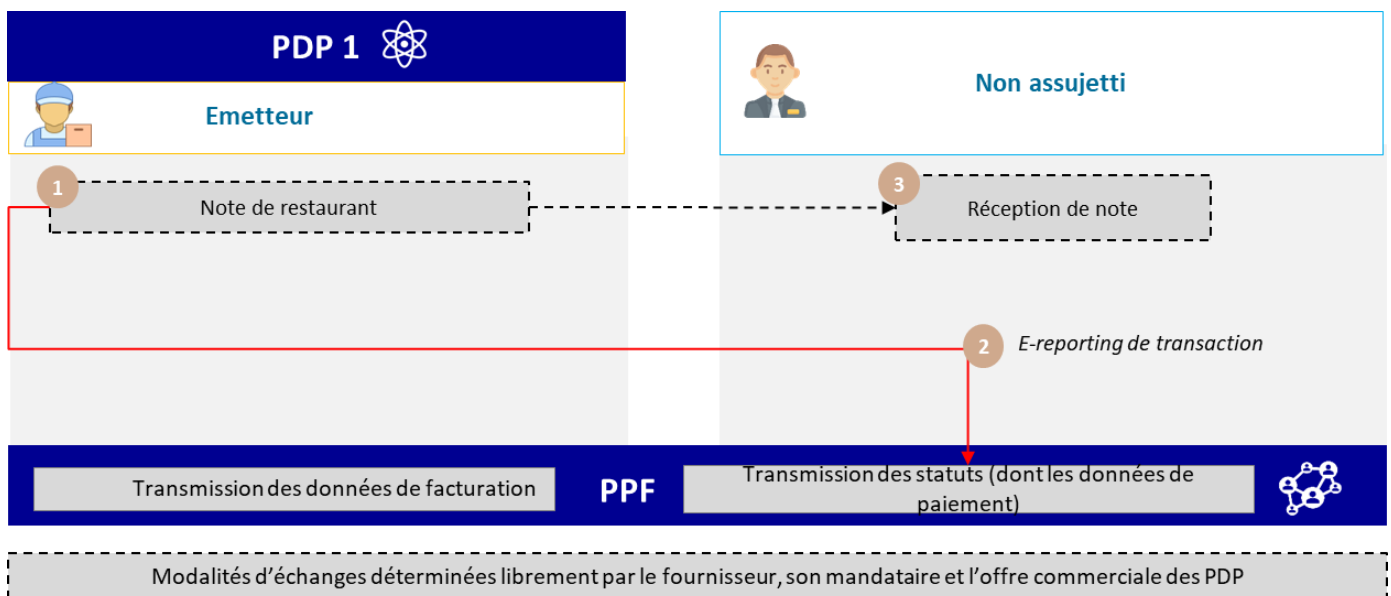 PDP 1
Emetteur
Non assujetti
1
Note de restaurant
3
Réception de note
2
E-reporting de transaction
Transmission des données de facturation
PPF
Transmission des statuts (dont les données de
paiement)
Modalités d’échanges déterminées librement par le fournisseur, son mandataire et l’offre commerciale des PDP